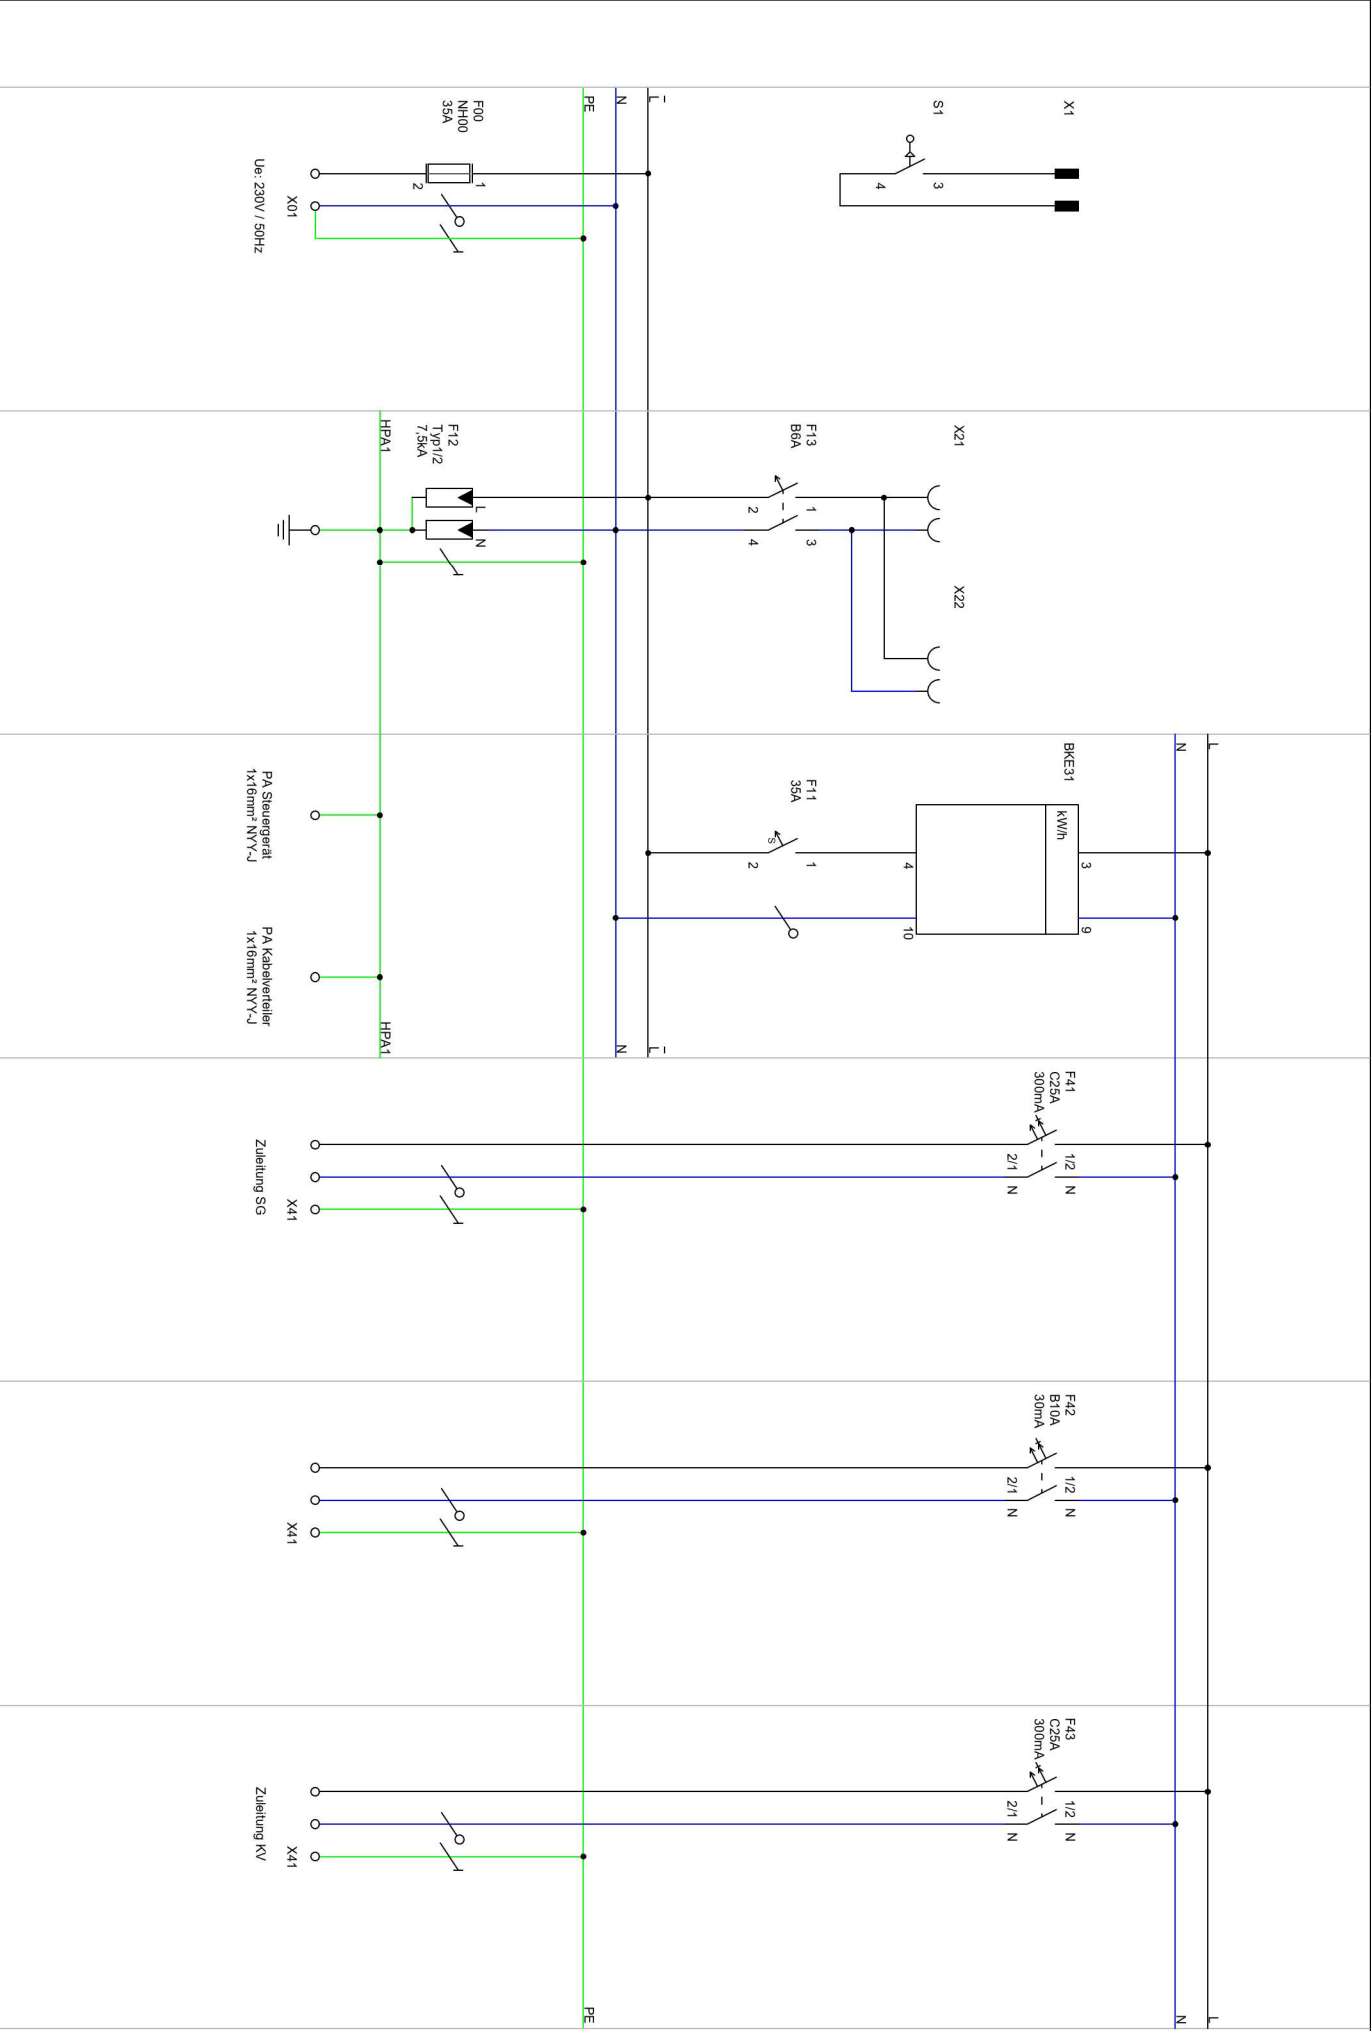 X1
S1
3
4
L-
N
PE
F00
NH00
35A
1
2
X01
Ue: 230V / 50Hz
X21
X22
F13
B6A
1
2
3
4
F12
Typ1/2
7,5kA
L
N
HPA1
L
N
BKE31
kW/h
3
9
4
10
F11
35A
S
1
2
L-
N
HPA1
PA Steuergerät
1x16mm² NYY-J
PA Kabelverteiler
1x16mm² NYY-J
F41
C25A
300mA
1/2
N
2/1
N
X41
Zuleitung SG
F42
B10A
30mA
1/2
N
2/1
N
X41
F43
C25A
300mA
1/2
N
2/1
N
X41
Zuleitung KV
L
N
PE